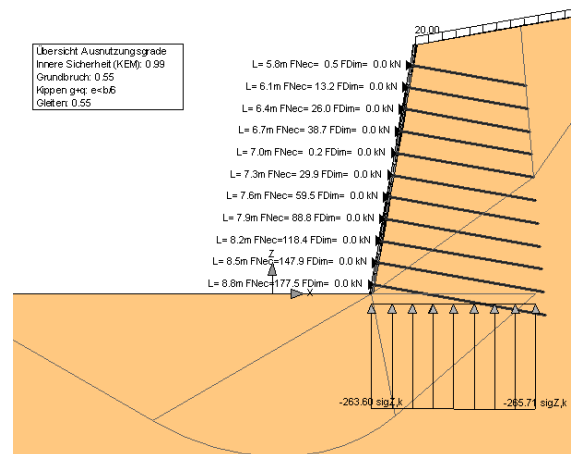 20.00
Übersicht Ausnutzungsgrade
Innere Sicherheit (KEM): 0.99
Grundbruch: 0.55
Kippen g+q: e<b/6
Gleiten: 0.55
L= 5.8m FNec= 0.5 FDim= 0.0 kN
L= 6.1m FNec= 13.2 FDim= 0.0 kN
L= 6.4m FNec= 26.0 FDim= 0.0 kN
L= 6.7m FNec= 38.7 FDim= 0.0 kN
L= 7.0m FNec= 0.2 FDim= 0.0 kN
L= 7.3m FNec= 29.9 FDim= 0.0 kN
L= 7.6m FNec= 59.5 FDim= 0.0 kN
L= 7.9m FNec= 88.8 FDim= 0.0 kN
L= 8.2m FNec=118.4 FDim= 0.0 kN
L= 8.5m FNec=147.9 FDim= 0.0 kN
L= 8.8m FNec=177.5 FDim= 0.0 kN
Z
X
-263.60 sigZ,k
-265.71 sigZ,k